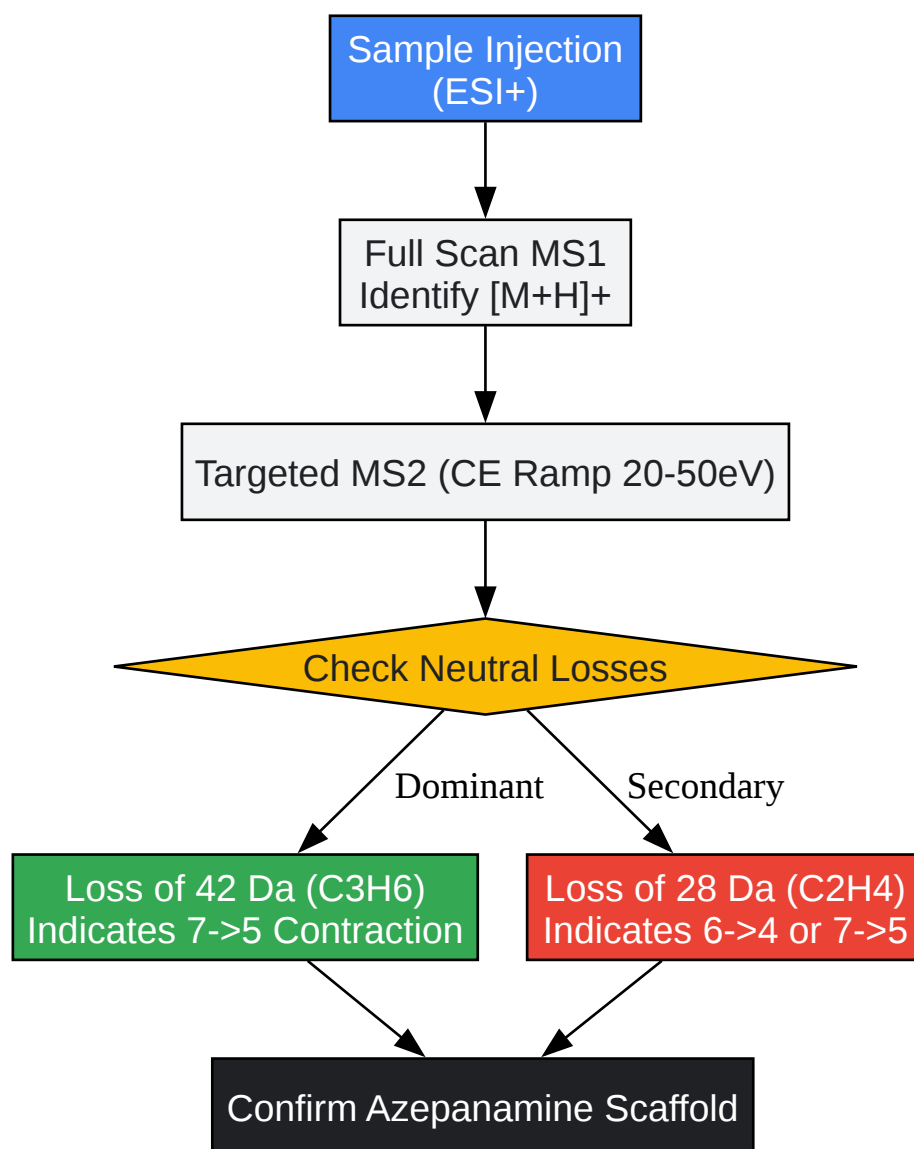 Sample Injection
(ESI+)
Full Scan MS1
Identify [M+H]+
Targeted MS2 (CE Ramp 20-50eV)
Check Neutral Losses
Dominant
Secondary
Loss of 42 Da (C3H6)
Indicates 7->5 Contraction
Loss of 28 Da (C2H4)
Indicates 6->4 or 7->5
Confirm Azepanamine Scaffold